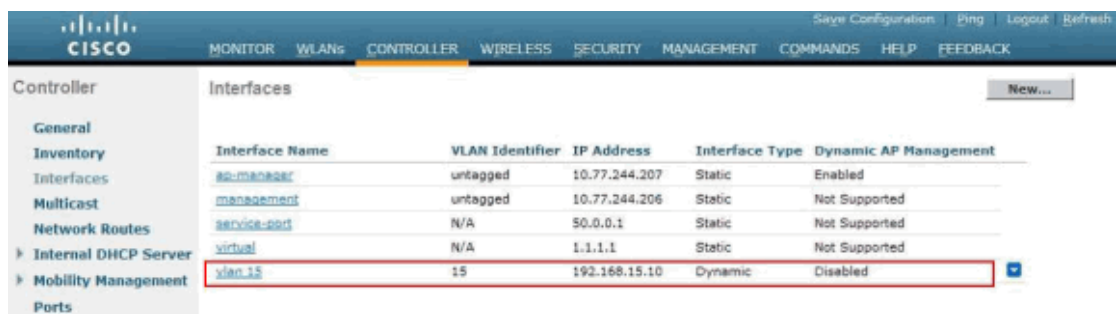 Save Configuration Ping Logout Refresh
CISCO MONITOR WLANs CONTROLLER WIRELESS SECURITY MANAGEMENT COMMANDS HELP FEEDBACK
Controller
General
Inventory
Interfaces
Multicast
Network Routes
Internal DHCP Server
Mobility Management
Ports
Interfaces New...
Interface Name VLAN Identifier IP Address Interface Type Dynamic AP Management
ap-manager untagged 10.77.244.207 Static Enabled
management untagged 10.77.244.206 Static Not Supported
service-port N/A 50.0.0.1 Static Not Supported
virtual N/A 1.1.1.1 Static Not Supported
vlan 15 15 192.168.15.10 Dynamic Disabled